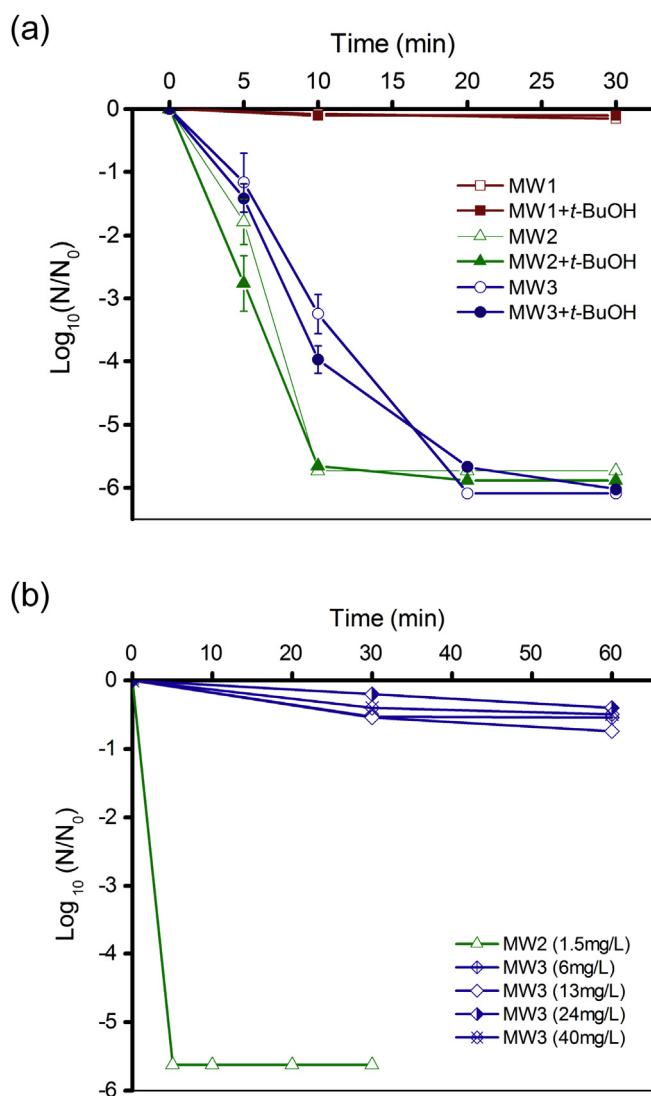 (a)
Time (min)
0 5 10 15 20 25 30
0
-1
-2
-3
-4
-5
-6
Log10(N/N0)
MW1
MW1+t-BuOH
MW2
MW2+t-BuOH
MW3
MW3+t-BuOH
(b)
Time (min)
0 10 20 30 40 50 60
0
-1
-2
-3
-4
-5
-6
Log10 (N/N0)
MW2 (1.5mg/L)
MW3 (6mg/L)
MW3 (13mg/L)
MW3 (24mg/L)
MW3 (40mg/L)